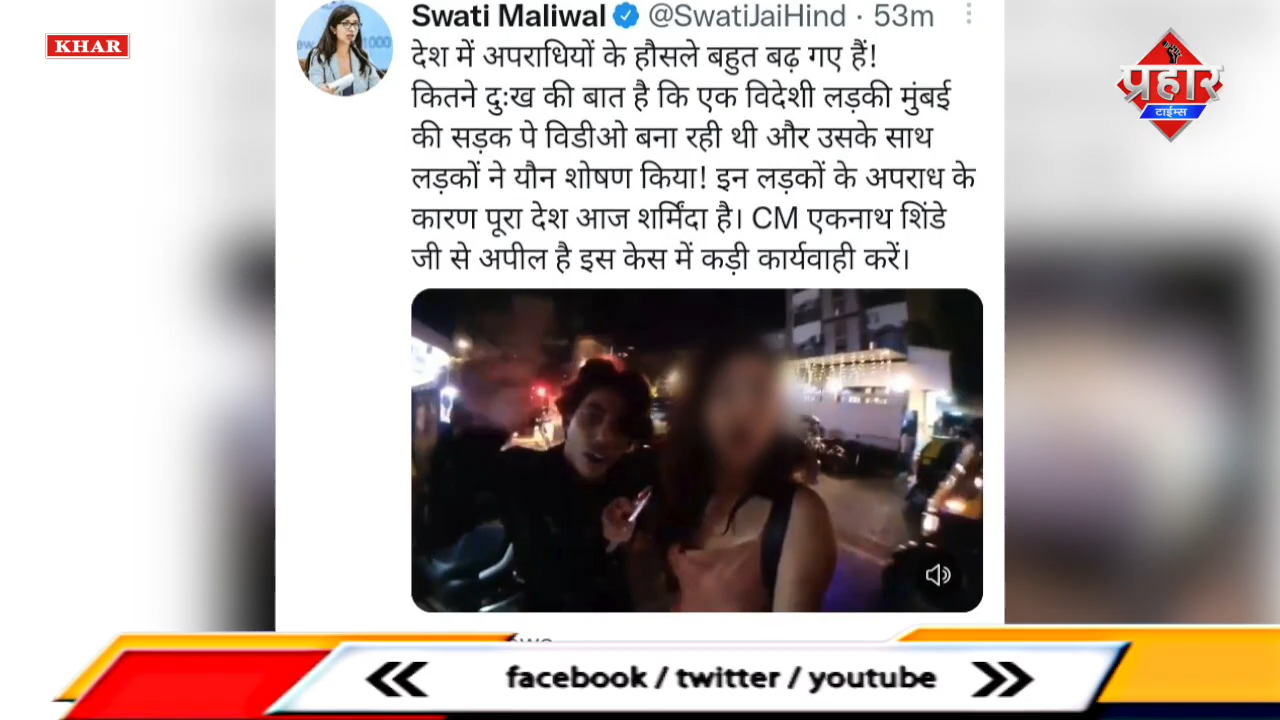 KHAR
Swati Maliwal @SwatiJaiHind · 53m
देश में अपराधियों के हौसले बहुत बढ़ गए हैं!
कितने दुःख की बात है कि एक विदेशी लड़की मुंबई
की सड़क पे विडीओ बना रही थी और उसके साथ
लड़कों ने यौन शोषण किया! इन लड़कों के अपराध के
कारण पूरा देश आज शर्मिंदा है। CM एकनाथ शिंडे
जी से अपील है इस केस में कड़ी कार्यवाही करें।
प्रहार
टाईम्स
facebook / twitter / youtube